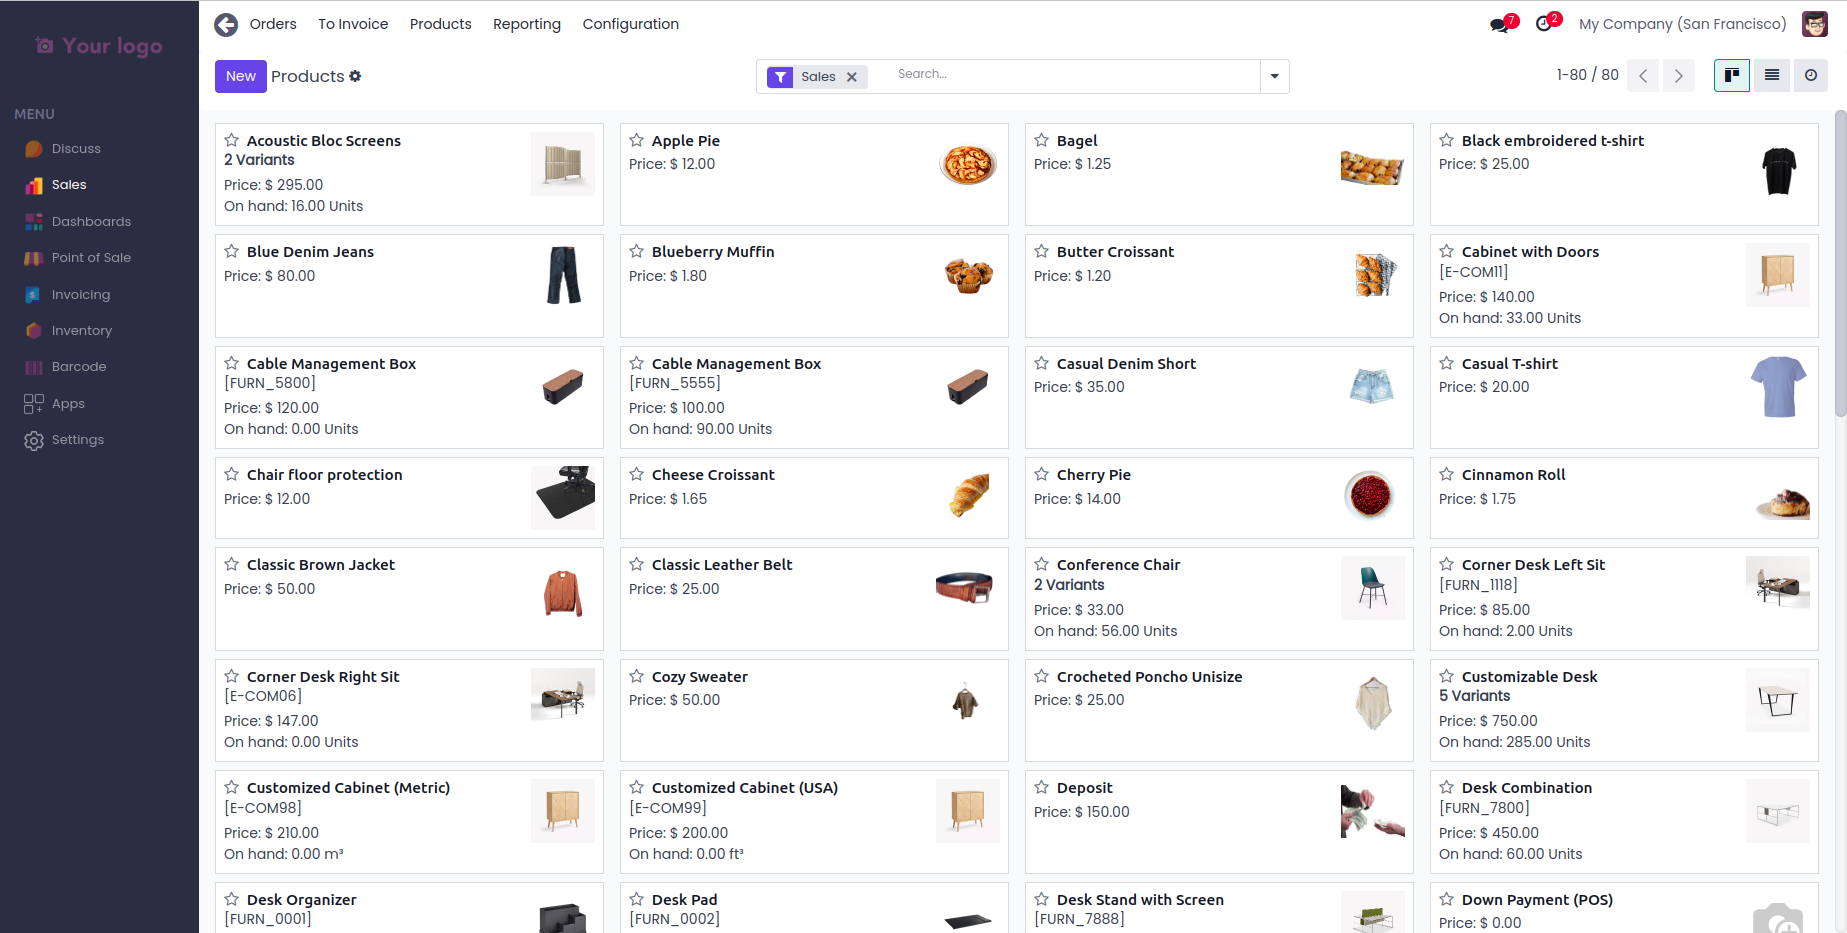 Your logo
MENU
Discuss
Sales
Dashboards
Point of Sale
Invoicing
Inventory
Barcode
Apps
Settings
Orders To Invoice Products Reporting Configuration
7 2 My Company (San Francisco)
New Products
Sales
Search...
1-80 / 80
Acoustic Bloc Screens
2 Variants
Price: $ 295.00
On hand: 16.00 Units
Apple Pie
Price: $ 12.00
Bagel
Price: $ 1.25
Black embroidered t-shirt
Price: $ 25.00
Blue Denim Jeans
Price: $ 80.00
Blueberry Muffin
Price: $ 1.80
Butter Croissant
Price: $ 1.20
Cabinet with Doors
[E-COM11]
Price: $ 140.00
On hand: 33.00 Units
Cable Management Box
[FURN_5800]
Price: $ 120.00
On hand: 0.00 Units
Cable Management Box
[FURN_5555]
Price: $ 100.00
On hand: 90.00 Units
Casual Denim Short
Price: $ 35.00
Casual T-shirt
Price: $ 20.00
Chair floor protection
Price: $ 12.00
Cheese Croissant
Price: $ 1.65
Cherry Pie
Price: $ 14.00
Cinnamon Roll
Price: $ 1.75
Classic Brown Jacket
Price: $ 50.00
Classic Leather Belt
Price: $ 25.00
Conference Chair
2 Variants
Price: $ 33.00
On hand: 56.00 Units
Corner Desk Left Sit
[FURN_1118]
Price: $ 85.00
On hand: 2.00 Units
Corner Desk Right Sit
[E-COM06]
Price: $ 147.00
On hand: 0.00 Units
Cozy Sweater
Price: $ 50.00
Crocheted Poncho Unisize
Price: $ 25.00
Customizable Desk
5 Variants
Price: $ 750.00
On hand: 285.00 Units
Customized Cabinet (Metric)
[E-COM98]
Price: $ 210.00
On hand: 0.00 m³
Customized Cabinet (USA)
[E-COM99]
Price: $ 200.00
On hand: 0.00 ft³
Deposit
Price: $ 150.00
Desk Combination
[FURN_7800]
Price: $ 450.00
On hand: 60.00 Units
Desk Organizer
[FURN_0001]
Desk Pad
[FURN_0002]
Desk Stand with Screen
[FURN_7888]
Down Payment (POS)
Price: $ 0.00